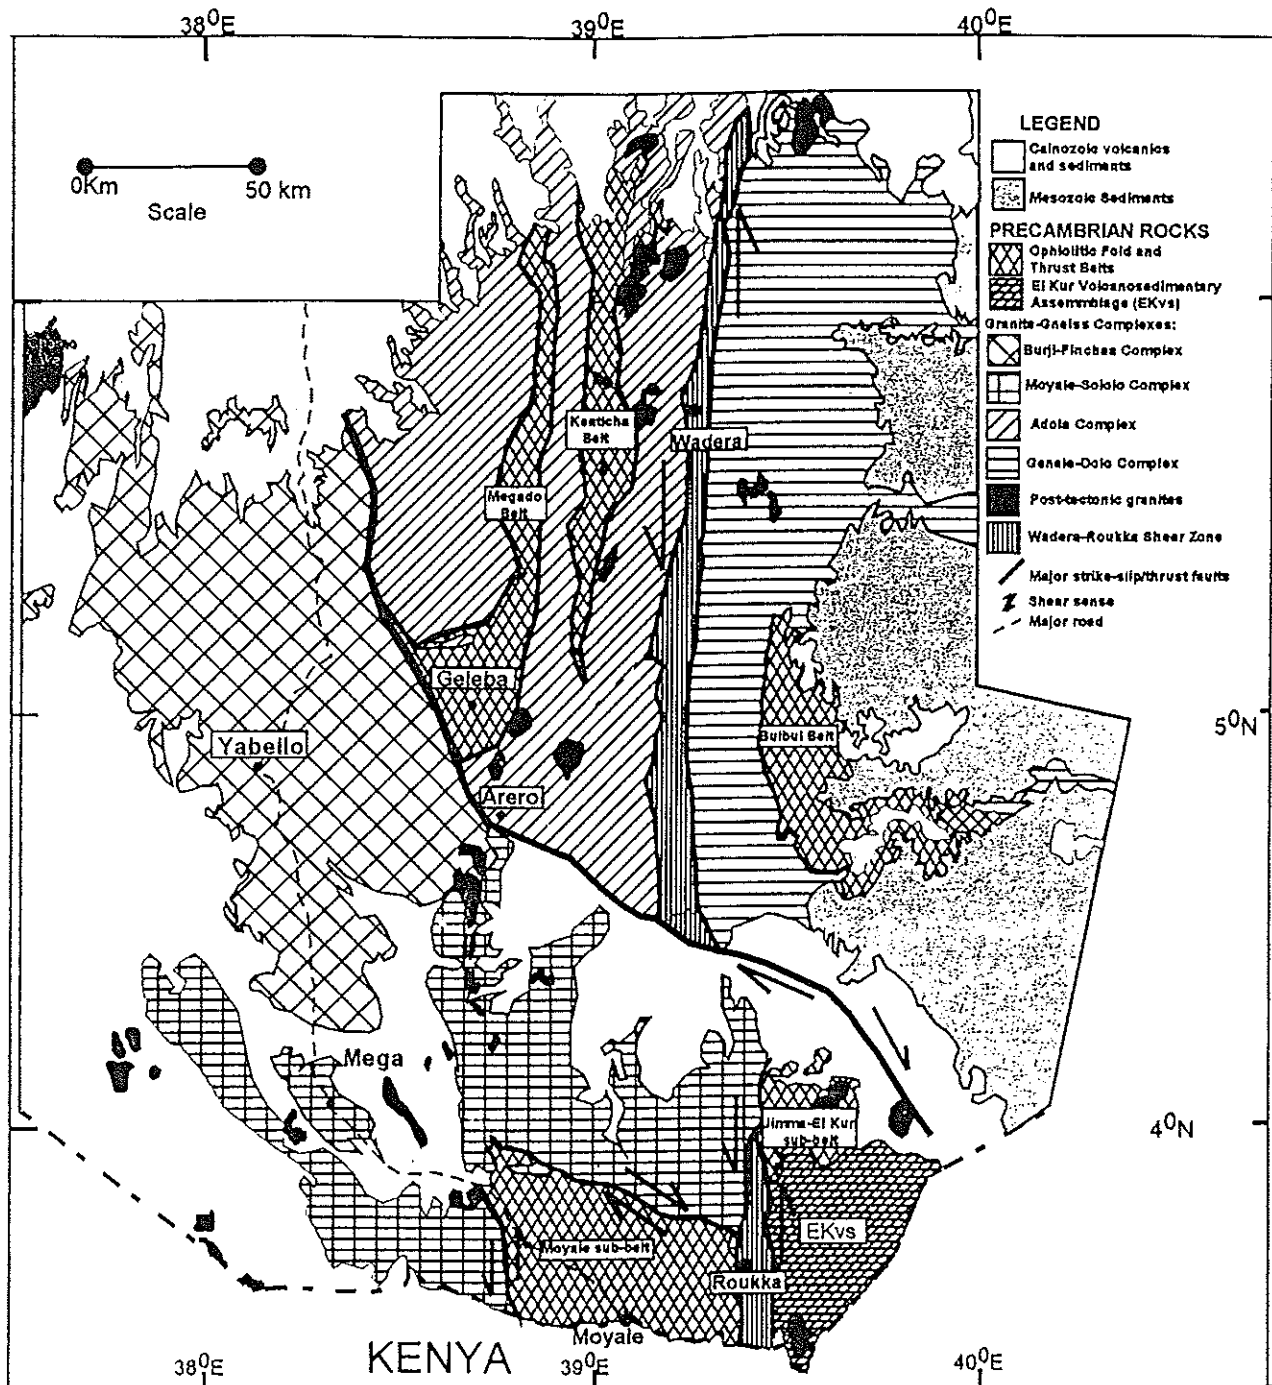 38⁰E
39⁰E
40⁰E
0Km
50 km
Scale
LEGEND
Cainozoic volcanics
and sediments
Mesozoic Sediments
PRECAMBRIAN ROCKS
Ophiolitic Fold and
Thrust Belts
El Kur Volcanosedimentary
Assemmblage (EKvs)
Granite-Gneiss Complexes:
Burji-Finchaa Complex
Moyale-Sololo Complex
Adola Complex
Genale-Dolo Complex
Post-tectonic granites
Wadera-Roukka Shear Zone
Major strike-slip/thrust faults
Shear sense
Major road
Kenticha
Belt
Wadera
Megado
Belt
Geleba
5⁰N
Yabello
Bulbul Belt
Arero
Mega
Jimma-El Kur
sub-belt
4⁰N
EKvs
Moyale sub-belt
Roukka
Moyale
KENYA
38⁰E
39⁰E
40⁰E